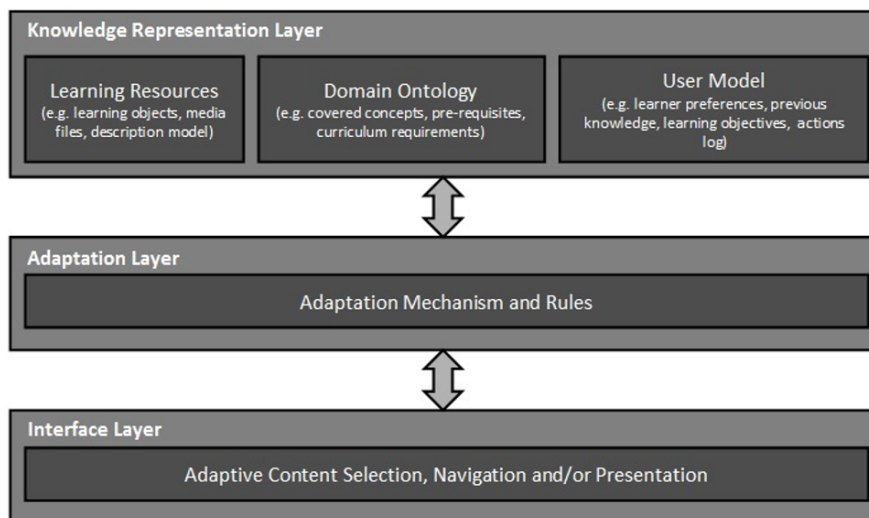 Knowledge Representation Layer
Learning Resources
(e.g. learning objects, media
files, description model)
Domain Ontology
(e.g. covered concepts, pre-requisites,
curriculum requirements)
User Model
(e.g. learner preferences, previous
knowledge, learning objectives, actions
log)
Adaptation Layer
Adaptation Mechanism and Rules
Interface Layer
Adaptive Content Selection, Navigation and/or Presentation